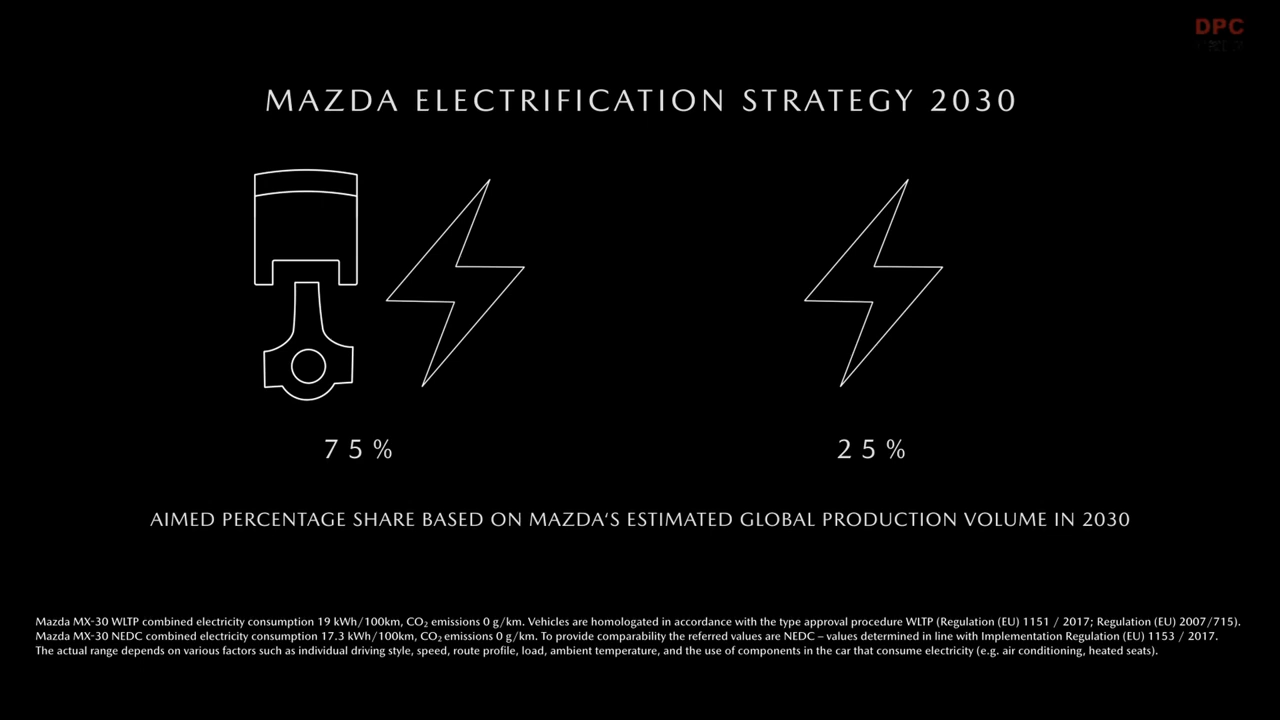 DPC
MAZDA ELECTRIFICATION STRATEGY 2030
75%
25%
AIMED PERCENTAGE SHARE BASED ON MAZDA‘S ESTIMATED GLOBAL PRODUCTION VOLUME IN 2030
Mazda MX-30 WLTP combined electricity consumption 19 kWh/100km, CO₂ emissions 0 g/km. Vehicles are homologated in accordance with the type approval procedure WLTP (Regulation (EU) 1151 / 2017; Regulation (EU) 2007/715).
Mazda MX-30 NEDC combined electricity consumption 17.3 kWh/100km, CO₂ emissions 0 g/km. To provide comparability the referred values are NEDC – values determined in line with Implementation Regulation (EU) 1153 / 2017.
The actual range depends on various factors such as individual driving style, speed, route profile, load, ambient temperature, and the use of components in the car that consume electricity (e.g. air conditioning, heated seats).